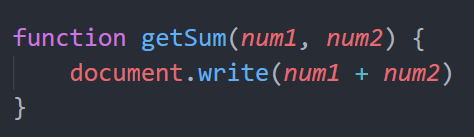 function getSum(num1, num2) {
    document.write(num1 + num2)
}